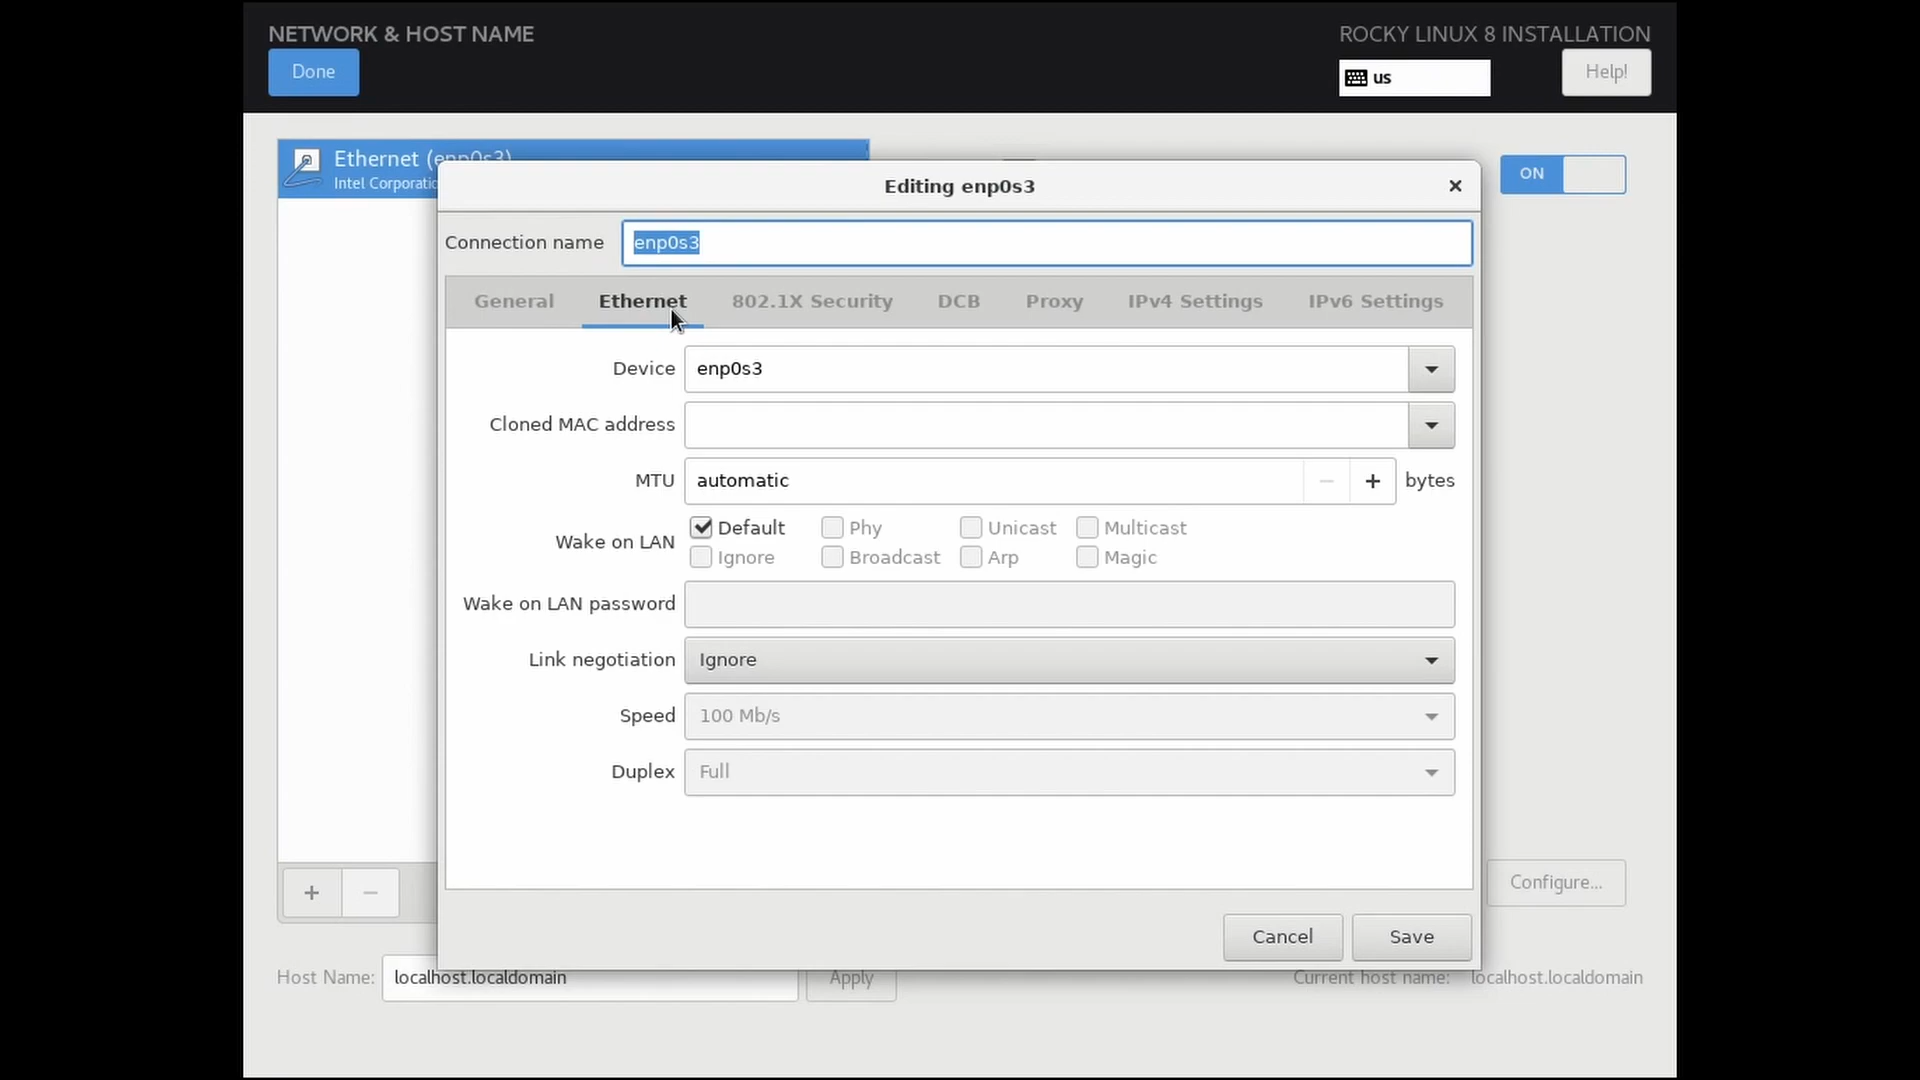 NETWORK & HOST NAME
ROCKY LINUX 8 INSTALLATION
Done
us
Help!
Ethernet (enp0s3)
Intel Corporatio
ON
Editing enp0s3
Connection name
enp0s3
General
Ethernet
802.1X Security
DCB
Proxy
IPv4 Settings
IPv6 Settings
Device
enp0s3
Cloned MAC address
MTU
automatic
bytes
Wake on LAN
Default
Phy
Unicast
Multicast
Ignore
Broadcast
Arp
Magic
Wake on LAN password
Link negotiation
Ignore
Speed
100 Mb/s
Duplex
Full
Configure...
Cancel
Save
Host Name:
localhost.localdomain
Apply
Current host name:
localhost.localdomain